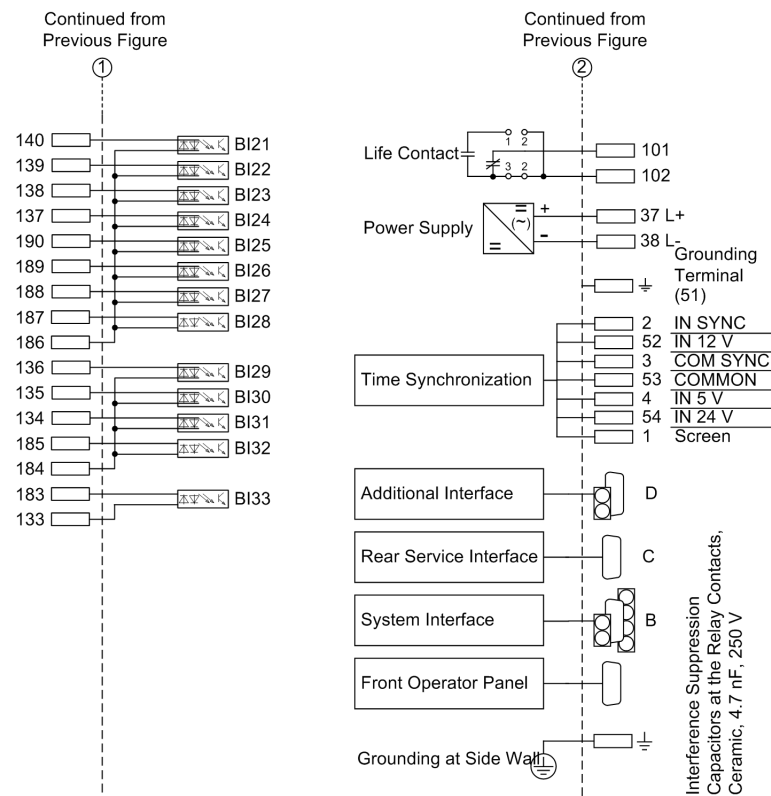 Continued from
Previous Figure
1
140
BI21
139
BI22
138
BI23
137
BI24
190
BI25
189
BI26
188
BI27
187
BI28
186
136
BI29
135
BI30
134
BI31
185
BI32
184
183
BI33
133
Continued from
Previous Figure
2
Life Contact
1 2
3 2
101
102
Power Supply
=
(~)
=
+
-
37 L+
38 L-
Grounding
Terminal
(51)
Time Synchronization
2 IN SYNC
52 IN 12 V
3 COM SYNC
53 COMMON
4 IN 5 V
54 IN 24 V
1 Screen
Additional Interface
D
Rear Service Interface
C
System Interface
B
Front Operator Panel
Grounding at Side Wall
Interference Suppression
Capacitors at the Relay Contacts,
Ceramic, 4.7 nF, 250 V